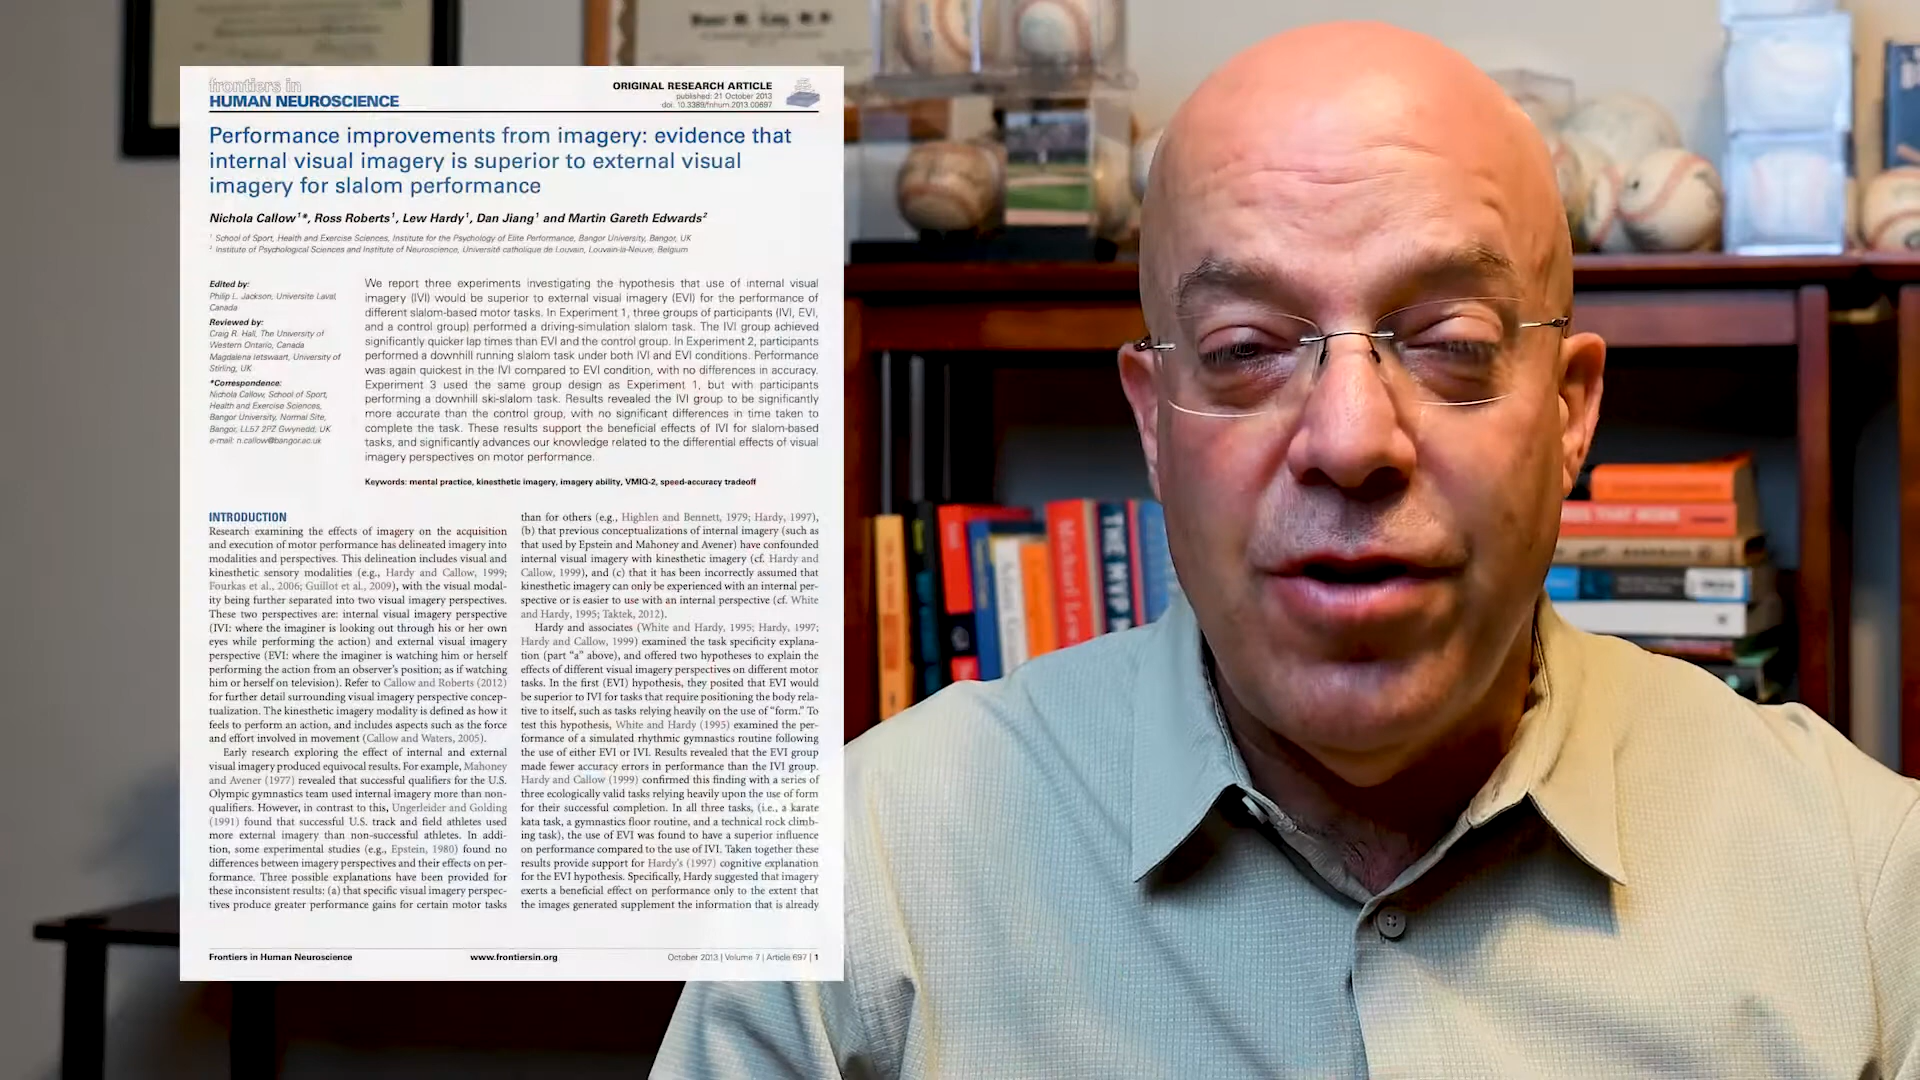 frontiers in
HUMAN NEUROSCIENCE
ORIGINAL RESEARCH ARTICLE
published: 21 October 2013
doi: 10.3389/fnhum.2013.00697
Performance improvements from imagery: evidence that
internal visual imagery is superior to external visual
imagery for slalom performance
Nichola Callow1*, Ross Roberts1, Lew Hardy1, Dan Jiang1 and Martin Gareth Edwards2
1 School of Sport, Health and Exercise Sciences, Institute for the Psychology of Elite Performance, Bangor University, Bangor, UK
2 Institute of Psychological Sciences and Institute of Neuroscience, Université catholique de Louvain, Louvain-la-Neuve, Belgium
Edited by:
Philip L. Jackson, Universite Laval,
Canada
Reviewed by:
Craig R. Hall, The University of
Western Ontario, Canada
Magdalena Ietswaart, University of
Stirling, UK
*Correspondence:
Nichola Callow, School of Sport,
Health and Exercise Sciences,
Bangor University, Normal Site,
Bangor, LL57 2PZ Gwynedd, UK
e-mail: n.callow@bangor.ac.uk
We report three experiments investigating the hypothesis that use of internal visual
imagery (IVI) would be superior to external visual imagery (EVI) for the performance of
different slalom-based motor tasks. In Experiment 1, three groups of participants (IVI, EVI,
and a control group) performed a driving-simulation slalom task. The IVI group achieved
significantly quicker lap times than EVI and the control group. In Experiment 2, participants
performed a downhill running slalom task under both IVI and EVI conditions. Performance
was again quickest in the IVI compared to EVI condition, with no differences in accuracy.
Experiment 3 used the same group design as Experiment 1, but with participants
performing a downhill ski-slalom task. Results revealed the IVI group to be significantly
more accurate than the control group, with no significant differences in time taken to
complete the task. These results support the beneficial effects of IVI for slalom-based
tasks, and significantly advances our knowledge related to the differential effects of visual
imagery perspectives on motor performance.
Keywords: mental practice, kinesthetic imagery, imagery ability, VMIQ-2, speed-accuracy tradeoff
INTRODUCTION
Research examining the effects of imagery on the acquisition
and execution of motor performance has delineated imagery into
modalities and perspectives. This delineation includes visual and
kinesthetic sensory modalities (e.g., Hardy and Callow, 1999;
Fourkas et al., 2006; Guillot et al., 2009), with the visual modal-
ity being further separated into two visual imagery perspectives.
These two perspectives are: internal visual imagery perspective
(IVI: where the imaginer is looking out through his or her own
eyes while performing the action) and external visual imagery
perspective (EVI: where the imaginer is watching him or herself
performing the action from an observer's position; as if watching
him or herself on television). Refer to Callow and Roberts (2012)
for further detail surrounding visual imagery perspective concep-
tualization. The kinesthetic imagery modality is defined as how it
feels to perform an action, and includes aspects such as the force
and effort involved in movement (Callow and Waters, 2005).
Early research exploring the effect of internal and external
visual imagery produced equivocal results. For example, Mahoney
and Avener (1977) revealed that successful qualifiers for the U.S.
Olympic gymnastics team used internal imagery more than non-
qualifiers. However, in contrast to this, Ungerleider and Golding
(1991) found that successful U.S. track and field athletes used
more external imagery than non-successful athletes. In addi-
tion, some experimental studies (e.g., Epstein, 1980) found no
differences between imagery perspectives and their effects on per-
formance. Three possible explanations have been provided for
these inconsistent results: (a) that specific visual imagery perspec-
tives produce greater performance gains for certain motor tasks
than for others (e.g., Highlen and Bennett, 1979; Hardy, 1997),
(b) that previous conceptualizations of internal imagery (such as
that used by Epstein and Mahoney and Avener) have confounded
internal visual imagery with kinesthetic imagery (cf. Hardy and
Callow, 1999), and (c) that it has been incorrectly assumed that
kinesthetic imagery can only be experienced with an internal per-
spective or is easier to use with an internal perspective (cf. White
and Hardy, 1995; Taktek, 2012).
Hardy and associates (White and Hardy, 1995; Hardy, 1997;
Hardy and Callow, 1999) examined the task specificity explana-
tion (part "a" above), and offered two hypotheses to explain the
effects of different visual imagery perspectives on different motor
tasks. In the first (EVI) hypothesis, they posited that EVI would
be superior to IVI for tasks that require positioning the body rela-
tive to itself, such as tasks relying heavily on the use of "form." To
test this hypothesis, White and Hardy (1995) examined the per-
formance of a simulated rhythmic gymnastics routine following
the use of either EVI or IVI. Results revealed that the EVI group
made fewer accuracy errors in performance than the IVI group.
Hardy and Callow (1999) confirmed this finding with a series of
three ecologically valid tasks relying heavily upon the use of form
for their successful completion. In all three tasks, (i.e., a karate
kata task, a gymnastics floor routine, and a technical rock climb-
ing task), the use of EVI was found to have a superior influence
on performance compared to the use of IVI. Taken together these
results provide support for Hardy's (1997) cognitive explanation
for the EVI hypothesis. Specifically, Hardy suggested that imagery
exerts a beneficial effect on performance only to the extent that
the images generated supplement the information that is already
Frontiers in Human Neuroscience
www.frontiersin.org
October 2013 | Volume 7 | Article 697 | 1
THE MVP